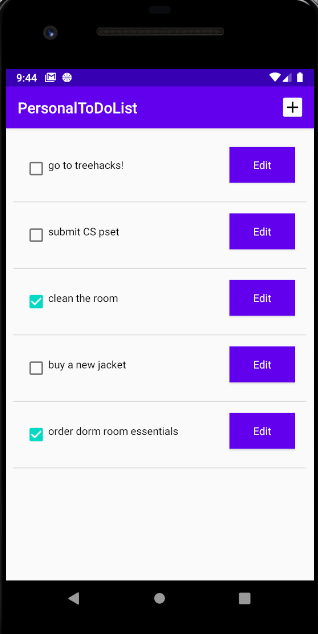 9:44
PersonalToDoList
go to treehacks!
Edit
submit CS pset
Edit
clean the room
Edit
buy a new jacket
Edit
order dorm room essentials
Edit